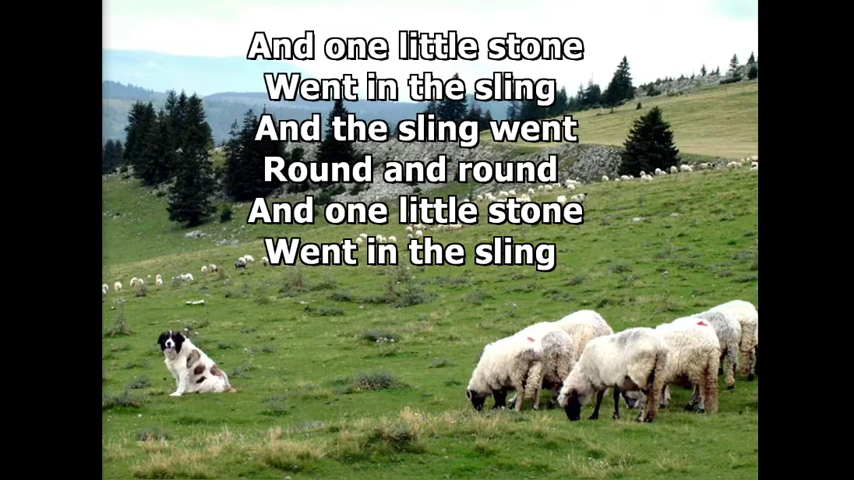 And one little stone
Went in the sling
And the sling went
Round and round
And one little stone
Went in the sling